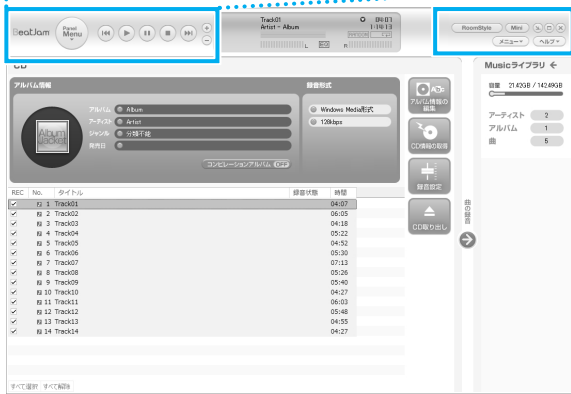 BeatJam
Panel Menu
Track01
Artist - Album
L
R
RoomStyle
Mini
メニュー▼
ヘルプ▼
CD
アルバム情報
録音形式
Album Jacket
アルバム Album
アーティスト Artist
ジャンル 分類不能
発売日
コンピレーションアルバム OFF
Windows Media形式
128kbps
アルバム情報の編集
CD情報の取得
録音設定
CD取り出し
曲の録音
Musicライブラリ ←
容量 21.42GB / 142.49GB
アーティスト 2
アルバム 1
曲 5
REC No. タイトル 録音状態 時間
1 Track01 04:07
2 Track02 06:05
3 Track03 04:18
4 Track04 05:22
5 Track05 04:52
6 Track06 05:30
7 Track07 07:13
8 Track08 05:26
9 Track09 05:40
10 Track10 04:27
11 Track11 06:03
12 Track12 05:48
13 Track13 04:55
14 Track14 04:27
すべて選択 すべて解除